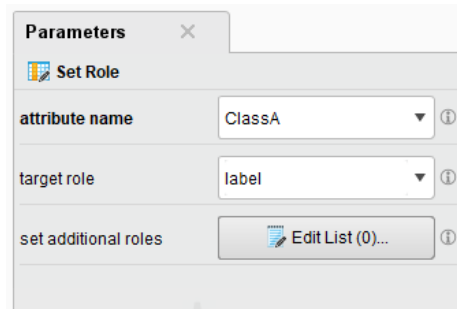 Parameters
Set Role
attribute name ClassA
target role label
set additional roles Edit List (0)...